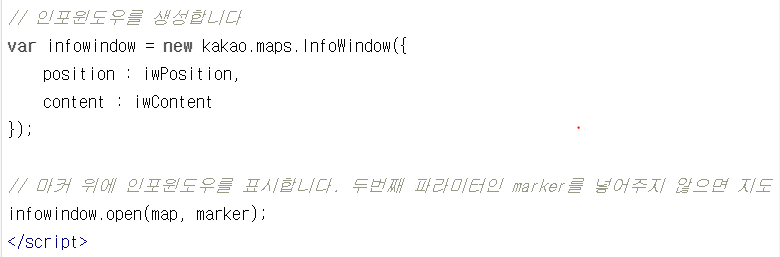 // 인포윈도우를 생성합니다
var infowindow = new kakao.maps.InfoWindow({
    position : iwPosition,
    content : iwContent
});
// 마커 위에 인포윈도우를 표시합니다. 두번째 파라미터인 marker를 넣어주지 않으면 지도
infowindow.open(map, marker);
</script>